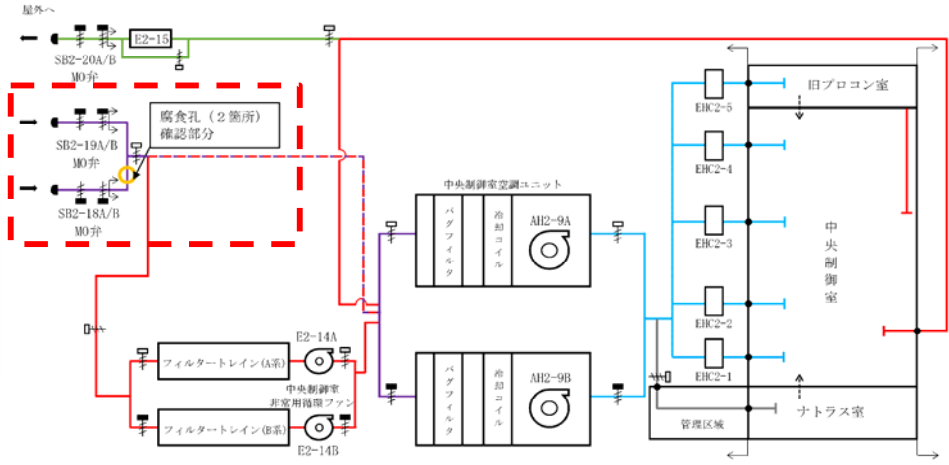 屋外へ
E2-15
SB2-20A/B
MO弁
腐食孔（２箇所）
確認部分
SB2-19A/B
MO弁
SB2-18A/B
MO弁
中央制御室空調ユニット
バグフィルタ
冷却コイル
AH2-9A
バグフィルタ
冷却コイル
AH2-9B
E2-14A
フィルタートレイン(A系)
中央制御室
非常用循環ファン
フィルタートレイン(B系)
E2-14B
EHC2-5
EHC2-4
EHC2-3
EHC2-2
EHC2-1
旧プロコン室
中央制御室
ナトラス室
管理区域